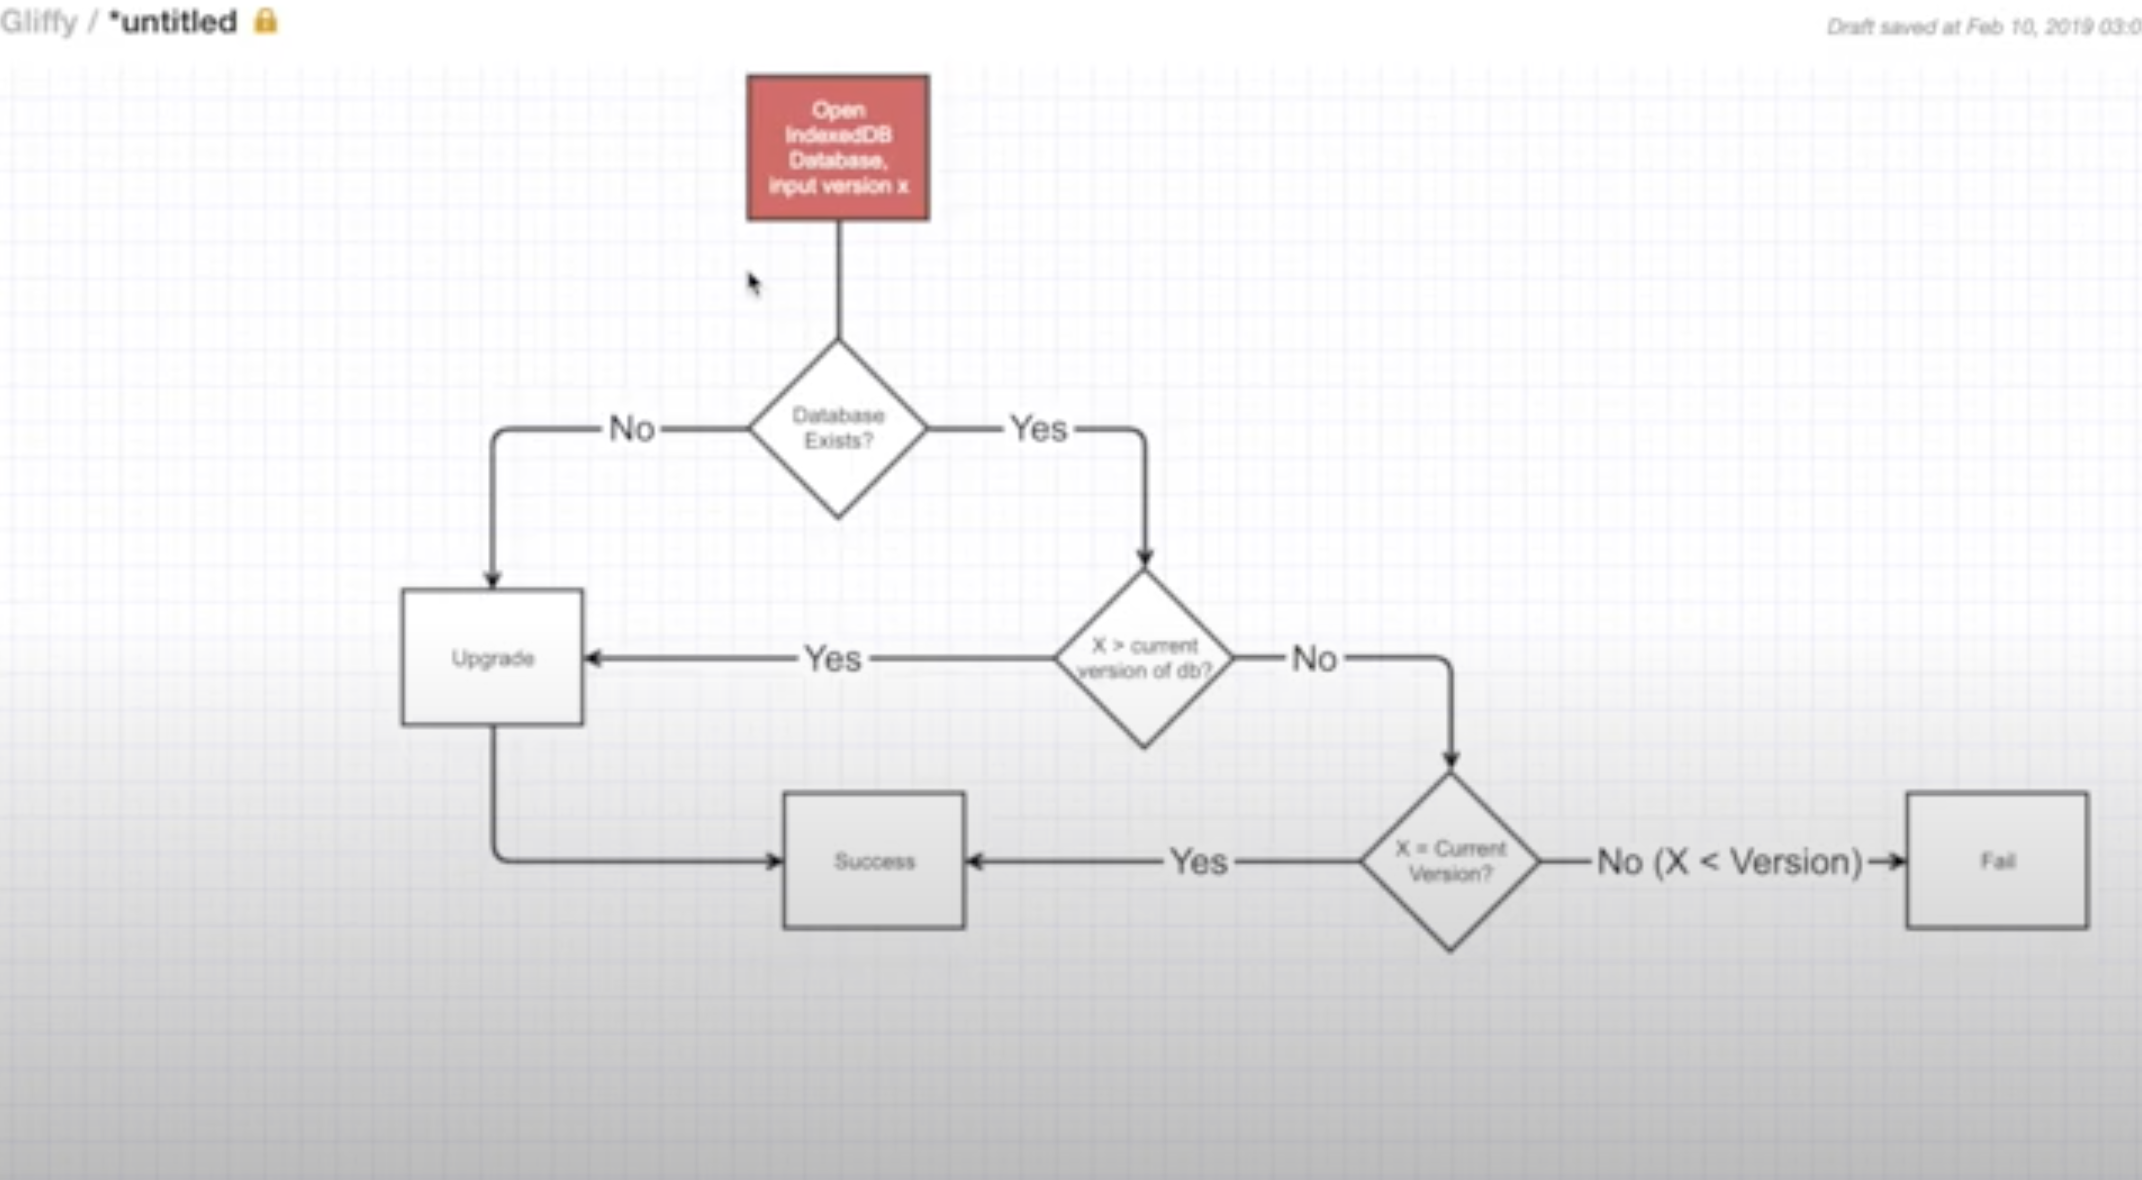 Gliffy / *untitled
Draft saved at Feb 10, 2019 03:0
Open
IndexedDB
Database,
input version x
Database
Exists?
No
Yes
Upgrade
Yes
X > current
version of db?
No
Success
Yes
X = Current
Version?
No (X < Version)
Fail